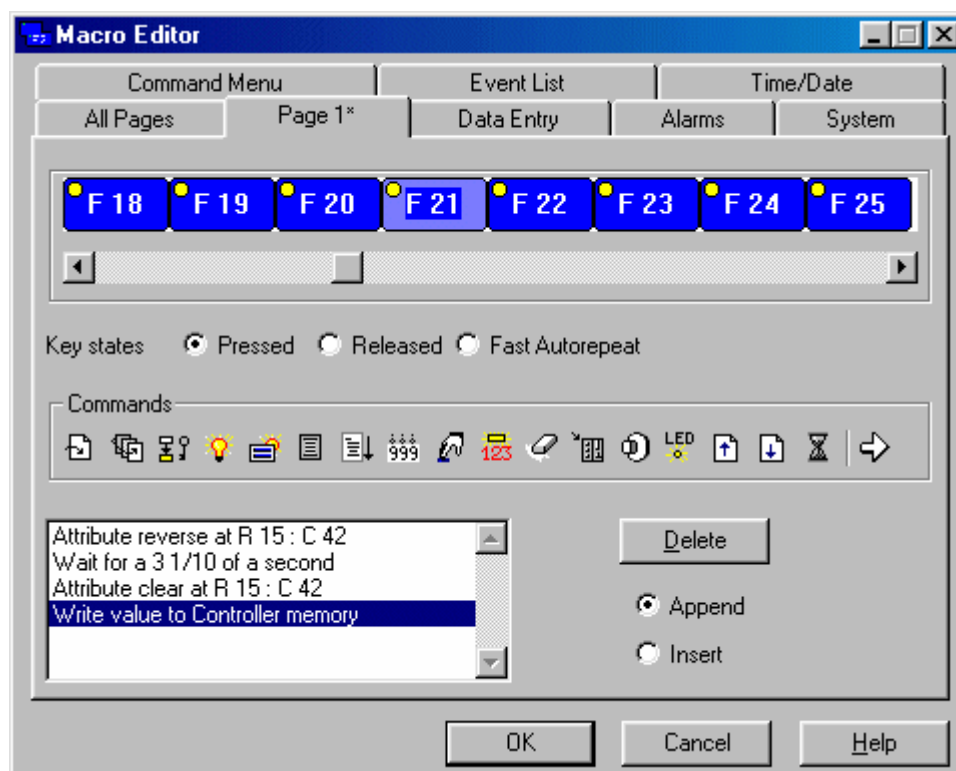 Macro Editor
Command Menu Event List Time/Date
All Pages Page 1* Data Entry Alarms System
F 18 F 19 F 20 F 21 F 22 F 23 F 24 F 25
Key states Pressed Released Fast Autorepeat
Commands
999 123 LED
Attribute reverse at R 15 : C 42
Wait for a 3 1/10 of a second
Attribute clear at R 15 : C 42
Write value to Controller memory
Delete
Append
Insert
OK Cancel Help